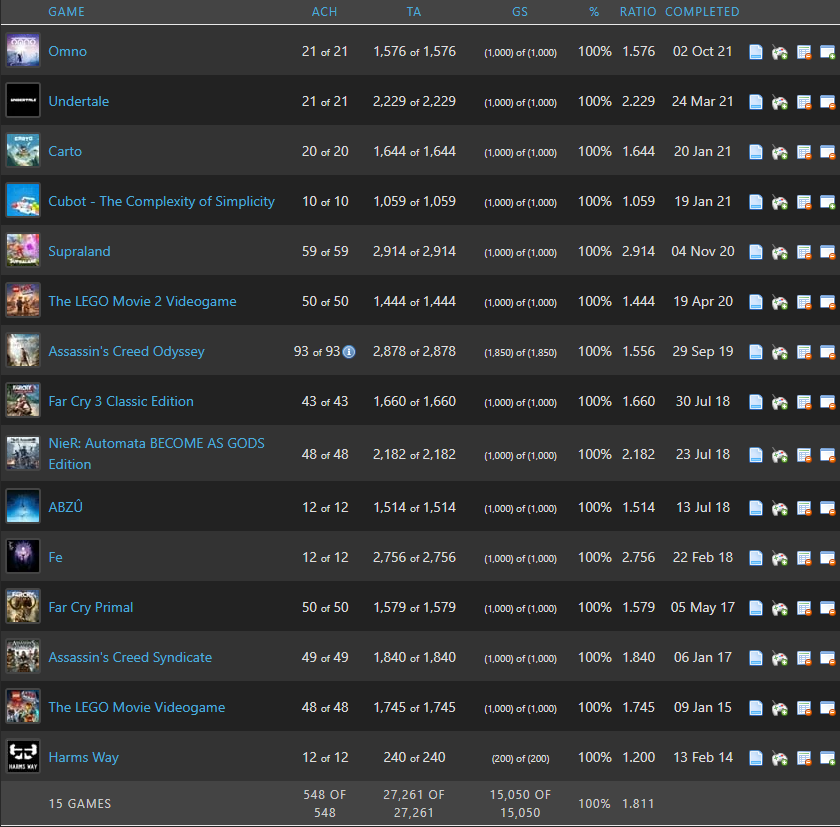 GAME ACH TA GS % RATIO COMPLETED
OMNO Omno 21 of 21 1,576 of 1,576 (1,000) of (1,000) 100% 1.576 02 Oct 21
UNDERTALE Undertale 21 of 21 2,229 of 2,229 (1,000) of (1,000) 100% 2.229 24 Mar 21
CARTO Carto 20 of 20 1,644 of 1,644 (1,000) of (1,000) 100% 1.644 20 Jan 21
Cubot - The Complexity of Simplicity 10 of 10 1,059 of 1,059 (1,000) of (1,000) 100% 1.059 19 Jan 21
SUPRALAND Supraland 59 of 59 2,914 of 2,914 (1,000) of (1,000) 100% 2.914 04 Nov 20
The LEGO Movie 2 Videogame 50 of 50 1,444 of 1,444 (1,000) of (1,000) 100% 1.444 19 Apr 20
Assassin's Creed Odyssey 93 of 93 2,878 of 2,878 (1,850) of (1,850) 100% 1.556 29 Sep 19
FARCRY Far Cry 3 Classic Edition 43 of 43 1,660 of 1,660 (1,000) of (1,000) 100% 1.660 30 Jul 18
NieR: Automata BECOME AS GODS
Edition 48 of 48 2,182 of 2,182 (1,000) of (1,000) 100% 2.182 23 Jul 18
ABZÛ 12 of 12 1,514 of 1,514 (1,000) of (1,000) 100% 1.514 13 Jul 18
Fe 12 of 12 2,756 of 2,756 (1,000) of (1,000) 100% 2.756 22 Feb 18
FARCRY Far Cry Primal 50 of 50 1,579 of 1,579 (1,000) of (1,000) 100% 1.579 05 May 17
Assassin's Creed Syndicate 49 of 49 1,840 of 1,840 (1,000) of (1,000) 100% 1.840 06 Jan 17
The LEGO Movie Videogame 48 of 48 1,745 of 1,745 (1,000) of (1,000) 100% 1.745 09 Jan 15
HARMS WAY Harms Way 12 of 12 240 of 240 (200) of (200) 100% 1.200 13 Feb 14
15 GAMES 548 OF 548 27,261 OF 27,261 15,050 OF 15,050 100% 1.811